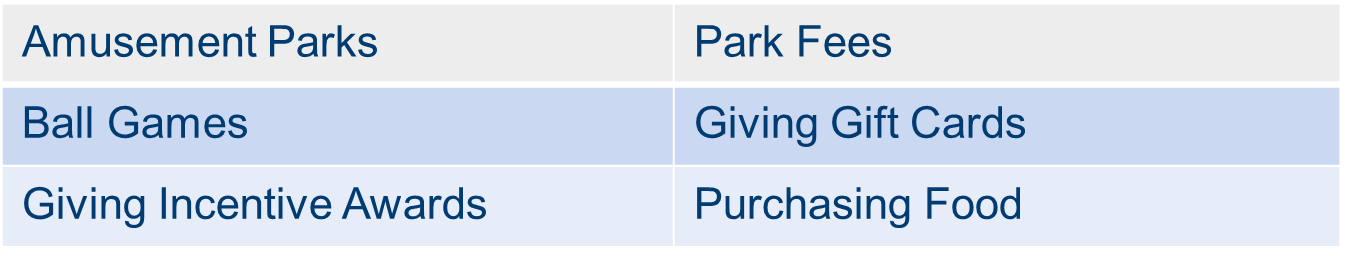 Amusement Parks
Park Fees
Ball Games
Giving Gift Cards
Giving Incentive Awards
Purchasing Food